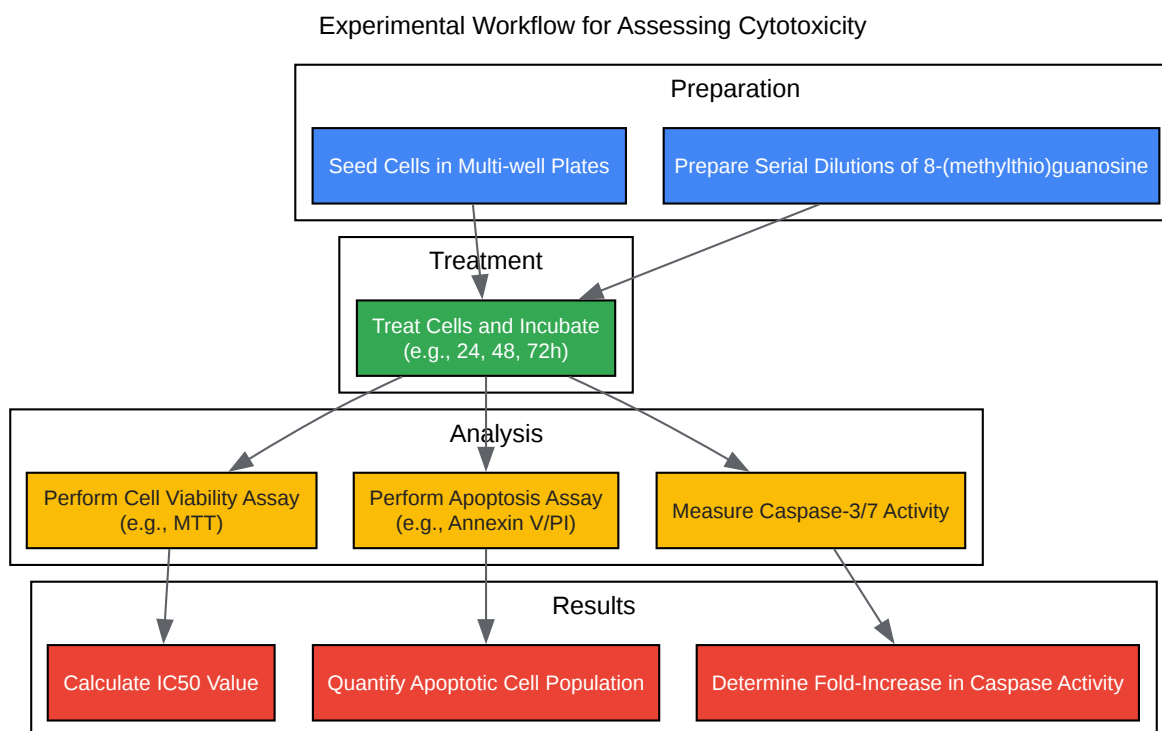 Experimental Workflow for Assessing Cytotoxicity
Preparation
Seed Cells in Multi-well Plates
Prepare Serial Dilutions of 8-(methylthio)guanosine
Treatment
Treat Cells and Incubate
(e.g., 24, 48, 72h)
Analysis
Perform Cell Viability Assay
(e.g., MTT)
Perform Apoptosis Assay
(e.g., Annexin V/PI)
Measure Caspase-3/7 Activity
Results
Calculate IC50 Value
Quantify Apoptotic Cell Population
Determine Fold-Increase in Caspase Activity